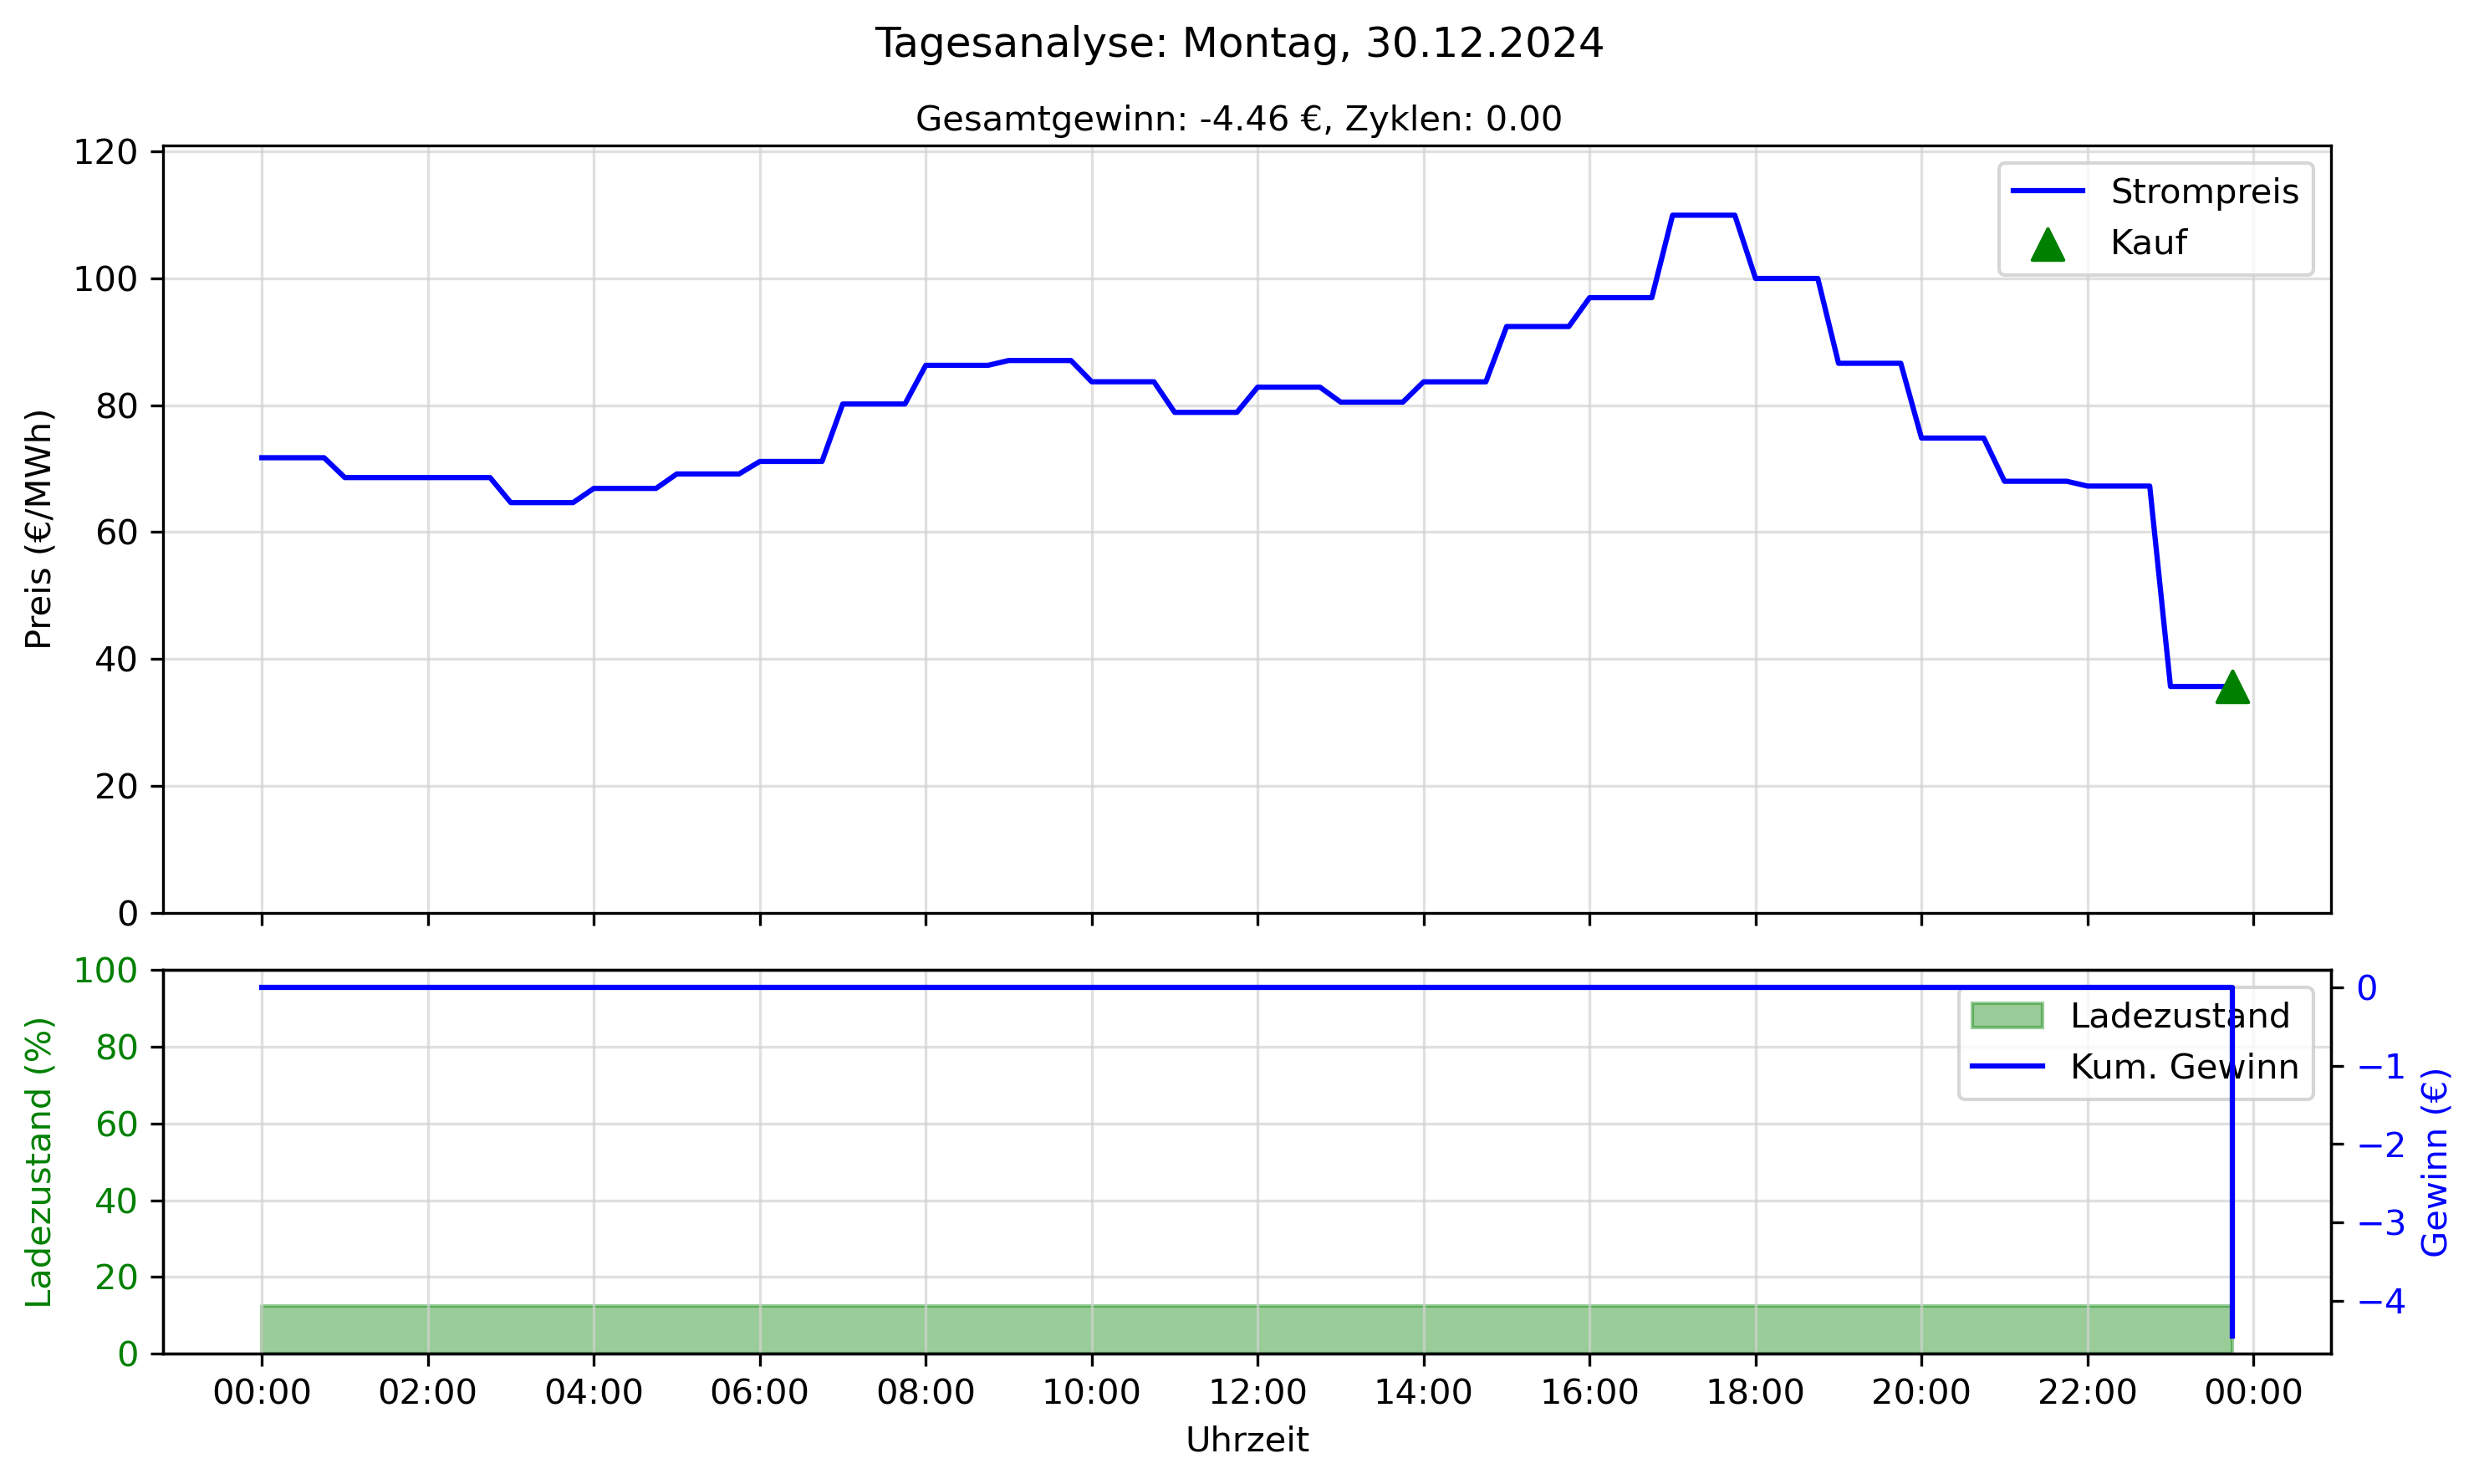 Tagesanalyse: Montag, 30.12.2024
Gesamtgewinn: -4.46 €, Zyklen: 0.00
Preis (€/MWh)
120
100
80
60
40
20
0
Strompreis
Kauf
Ladezustand (%)
100
80
60
40
20
0
Ladezustand
Kum. Gewinn
0
−1
−2
−3
−4
Gewinn (€)
00:00 02:00 04:00 06:00 08:00 10:00 12:00 14:00 16:00 18:00 20:00 22:00 00:00
Uhrzeit